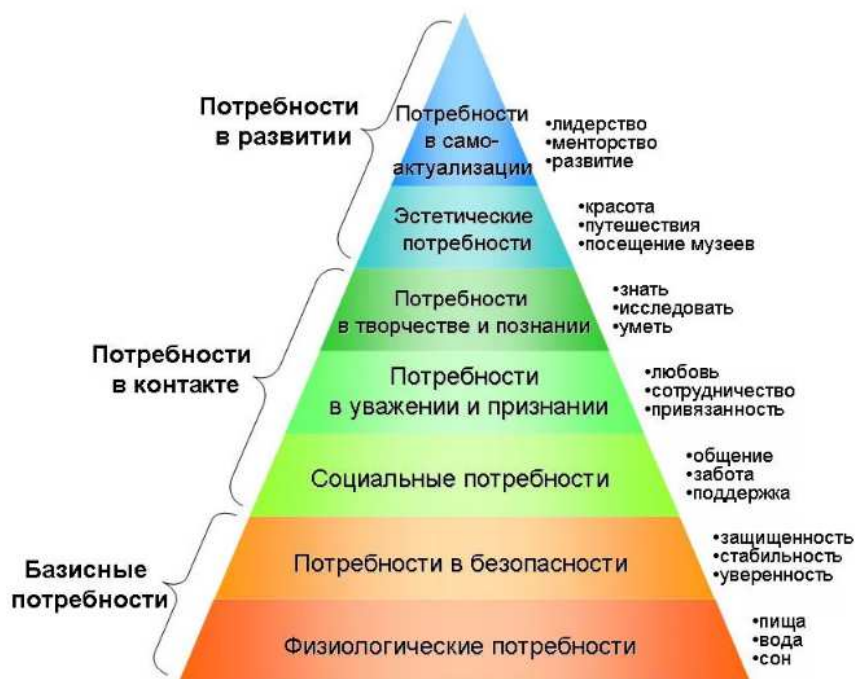 Потребности
в развитии
Потребности
в само-
актуализации
•лидерство
•менторство
•развитие
Эстетические
потребности
•красота
•путешествия
•посещение музеев
Потребности
в контакте
Потребности
в творчестве и познании
•знать
•исследовать
•уметь
Потребности
в уважении и признании
•любовь
•сотрудничество
•привязанность
Социальные потребности
•общение
•забота
•поддержка
Базисные
потребности
Потребности в безопасности
•защищенность
•стабильность
•уверенность
Физиологические потребности
•пища
•вода
•сон